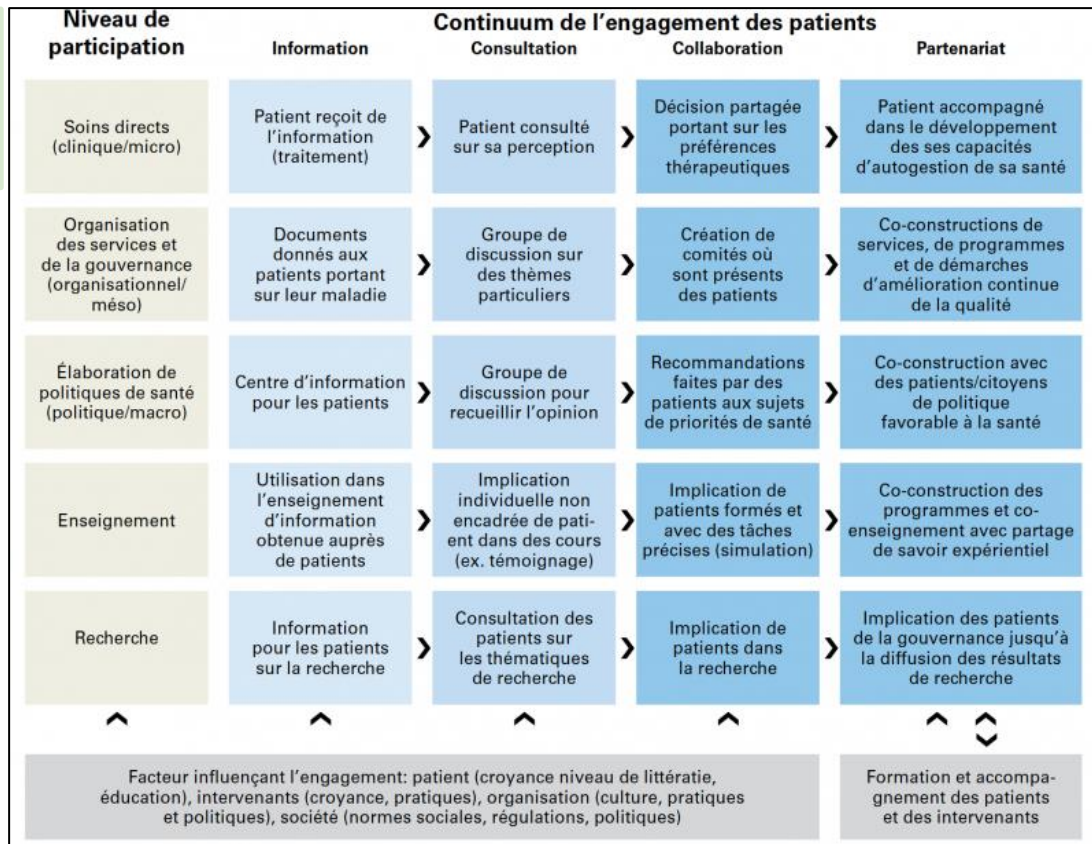 Niveau de
participation
Continuum de l'engagement des patients
Information
Consultation
Collaboration
Partenariat
Soins directs
(clinique/micro)
Patient reçoit de
l'information
(traitement)
Patient consulté
sur sa perception
Décision partagée
portant sur les
préférences
thérapeutiques
Patient accompagné
dans le développement
des ses capacités
d'autogestion de sa santé
Organisation
des services et
de la gouvernance
(organisationnel/
méso)
Documents
donnés aux
patients portant
sur leur maladie
Groupe de
discussion sur
des thèmes
particuliers
Création de
comités où
sont présents
des patients
Co-constructions de
services, de programmes
et de démarches
d'amélioration continue
de la qualité
Élaboration de
politiques de santé
(politique/macro)
Centre d'information
pour les patients
Groupe de
discussion pour
recueillir l'opinion
Recommandations
faites par des
patients aux sujets
de priorités de santé
Co-construction avec
des patients/citoyens
de politique
favorable à la santé
Enseignement
Utilisation dans
l'enseignement
d'information
obtenue auprès
de patients
Implication
individuelle non
encadrée de pati-
ent dans des cours
(ex. témoignage)
Implication de
patients formés et
avec des tâches
précises (simulation)
Co-construction des
programmes et co-
enseignement avec partage
de savoir expérientiel
Recherche
Information
pour les patients
sur la recherche
Consultation des
patients sur
les thématiques
de recherche
Implication de
patients dans
la recherche
Implication des patients
de la gouvernance jusqu'à
la diffusion des résultats
de recherche
Facteur influençant l'engagement: patient (croyance niveau de littératie,
éducation), intervenants (croyance, pratiques), organisation (culture, pratiques
et politiques), société (normes sociales, régulations, politiques)
Formation et accompa-
gnement des patients
et des intervenants